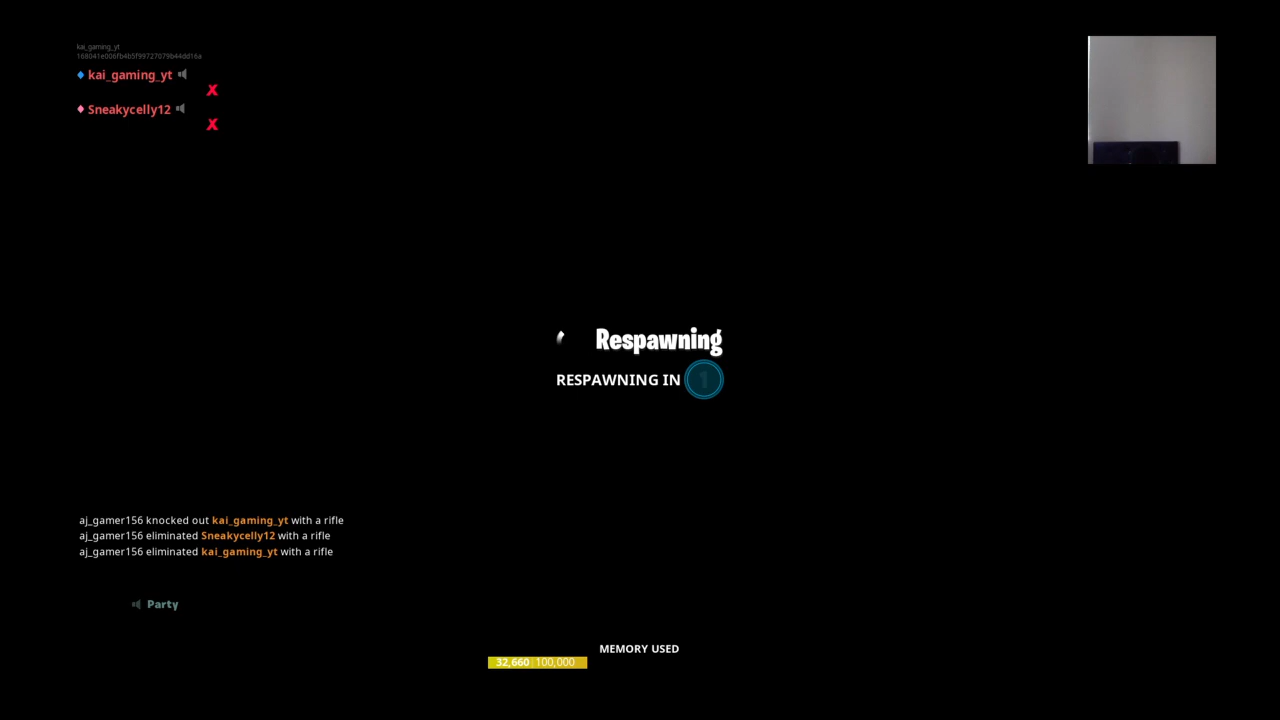 kai_gaming_yt
kai_gaming_yt
Sneakycelly12
Respawning
RESPAWNING IN 1
aj_gamer156 knocked out kai_gaming_yt with a rifle
aj_gamer156 eliminated Sneakycelly12 with a rifle
aj_gamer156 eliminated kai_gaming_yt with a rifle
Party
MEMORY USED
32,660 | 100,000